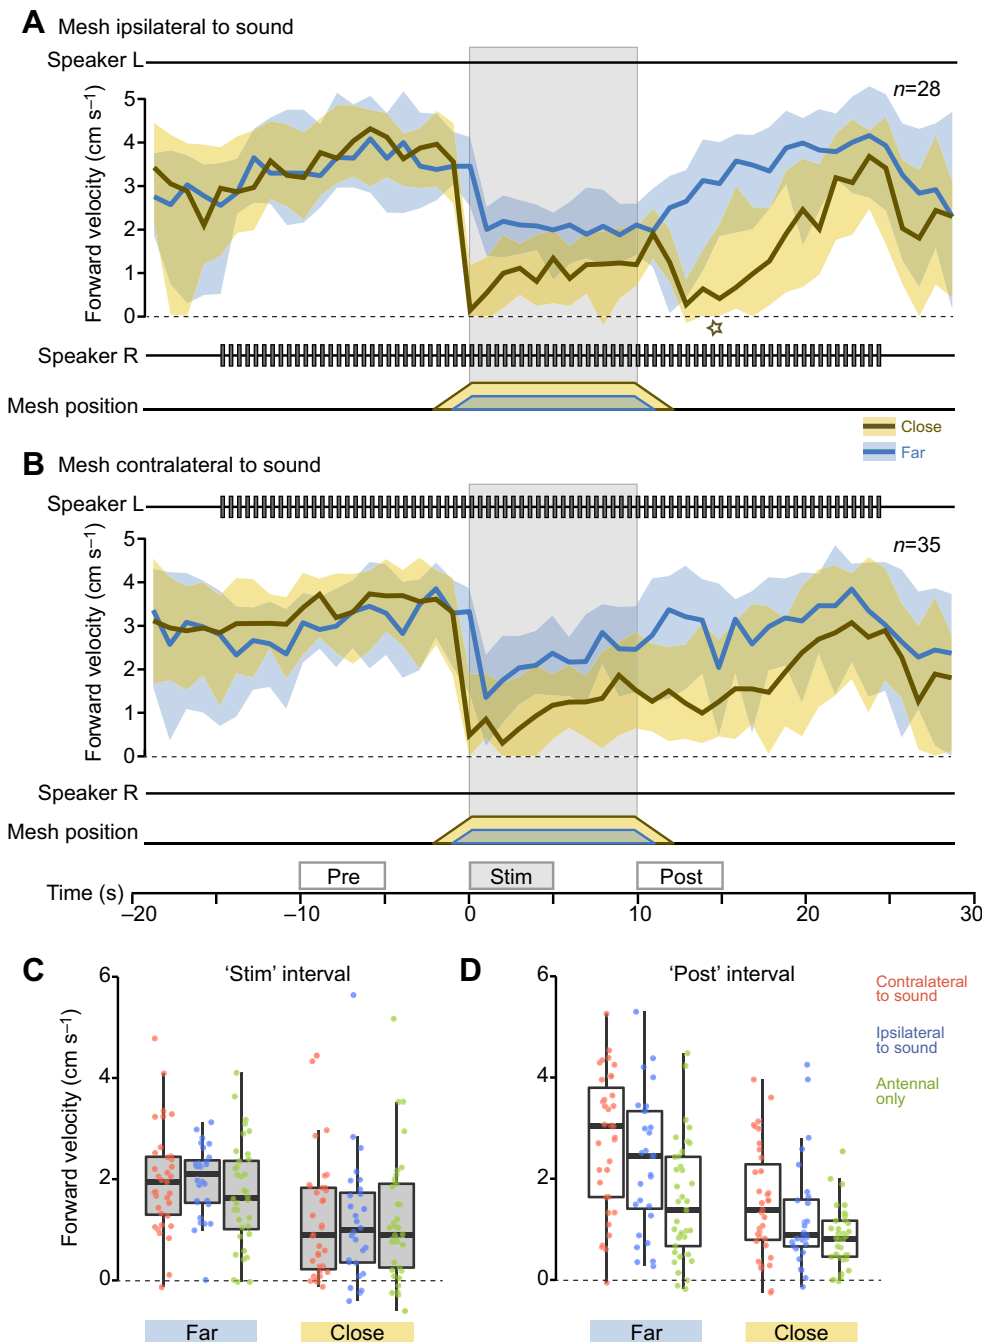 A Mesh ipsilateral to sound
Speaker L
n=28
Forward velocity (cm s⁻¹)
5
4
3
2
1
0
Speaker R
Mesh position
Close
Far
B Mesh contralateral to sound
Speaker L
n=35
Forward velocity (cm s⁻¹)
5
4
3
2
1
0
Speaker R
Mesh position
Pre Stim Post
Time (s)
–20 –10 0 10 20 30
C 'Stim' interval
Forward velocity (cm s⁻¹)
6
4
2
0
Far Close
D 'Post' interval
6
4
2
0
Far Close
Contralateral
to sound
Ipsilateral
to sound
Antennal
only